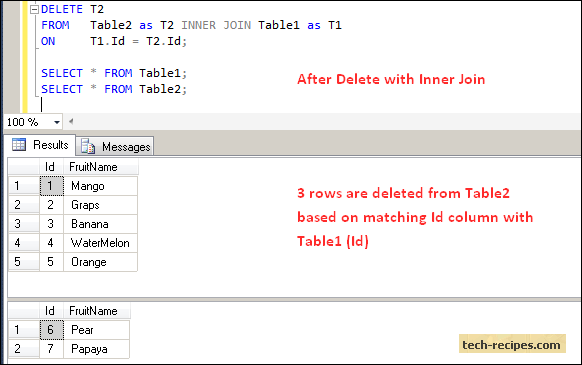 DELETE T2
FROM Table2 as T2 INNER JOIN Table1 as T1
ON T1.Id = T2.Id;
SELECT * FROM Table1;
SELECT * FROM Table2;
After Delete with Inner Join
100 %
Results Messages
Id FruitName
1 1 Mango
2 2 Graps
3 3 Banana
4 4 WaterMelon
5 5 Orange
3 rows are deleted from Table2
based on matching Id column with
Table1 (Id)
Id FruitName
1 6 Pear
2 7 Papaya
tech-recipes.com